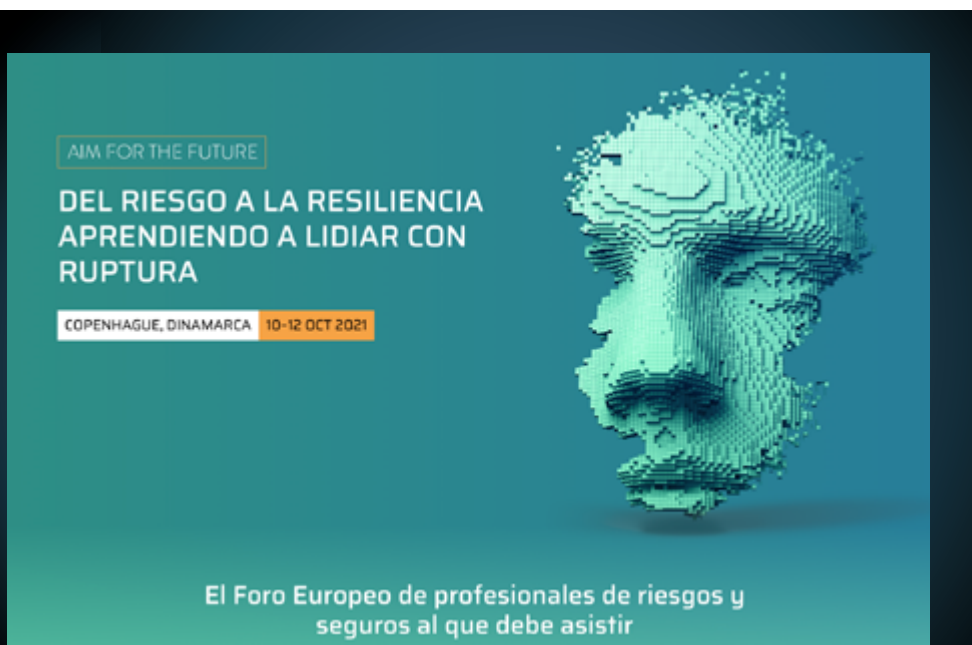 AIM FOR THE FUTURE
DEL RIESGO A LA RESILIENCIA
APRENDIENDO A LIDIAR CON
RUPTURA
COPENHAGUE, DINAMARCA 10-12 OCT 2021
El Foro Europeo de profesionales de riesgos y
seguros al que debe asistir